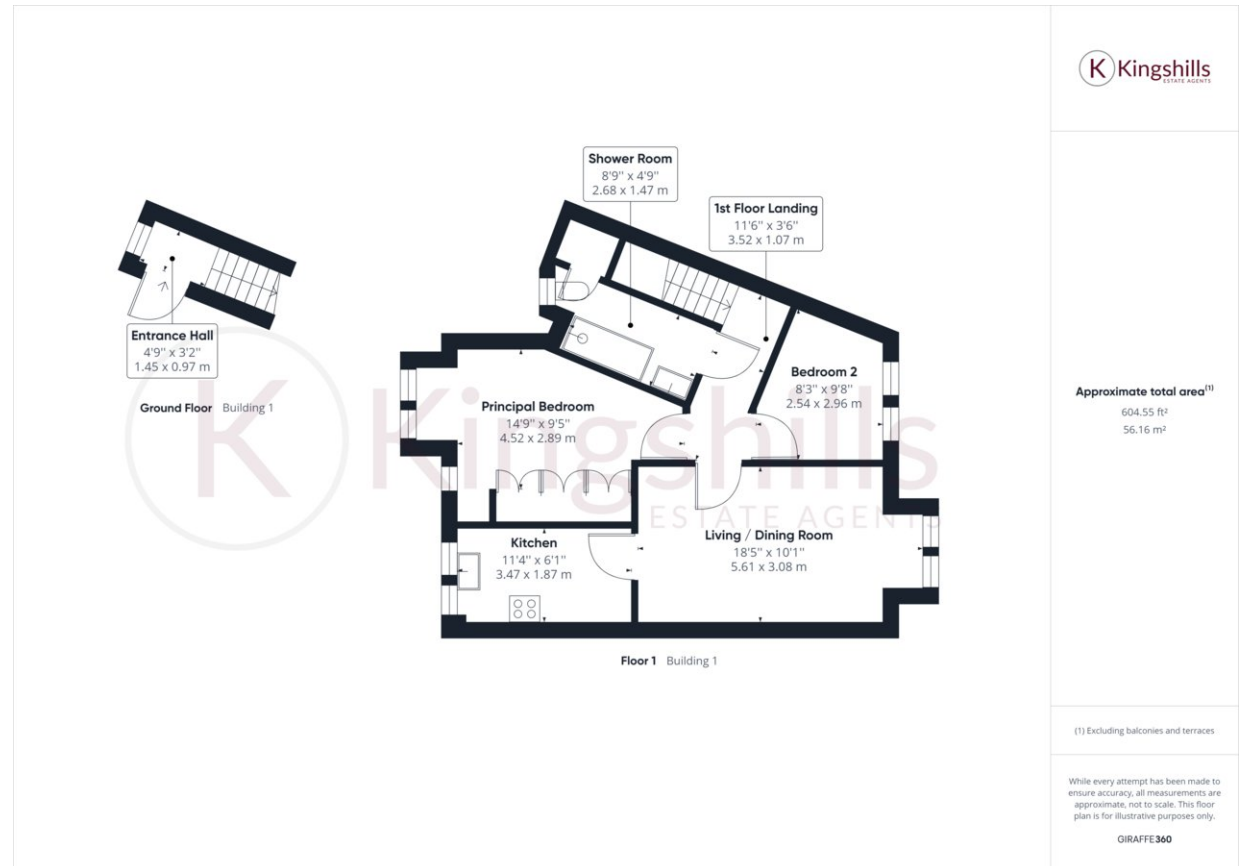 Shower Room
8'9" x 4'9"
2.68 x 1.47 m
1st Floor Landing
11'6" x 3'6"
3.52 x 1.07 m
Entrance Hall
4'9" x 3'2"
1.45 x 0.97 m
Ground Floor Building 1
Principal Bedroom
14'9" x 9'5"
4.52 x 2.89 m
Bedroom 2
8'3" x 9'8"
2.54 x 2.96 m
Kitchen
11'4" x 6'1"
3.47 x 1.87 m
Living / Dining Room
18'5" x 10'1"
5.61 x 3.08 m
Floor 1 Building 1
K Kingshills
ESTATE AGENTS
K Kingshills
ESTATE AGENTS
Approximate total area(1)
604.55 ft²
56.16 m²
(1) Excluding balconies and terraces
While every attempt has been made to
ensure accuracy, all measurements are
approximate, not to scale. This floor
plan is for illustrative purposes only.
GIRAFFE360